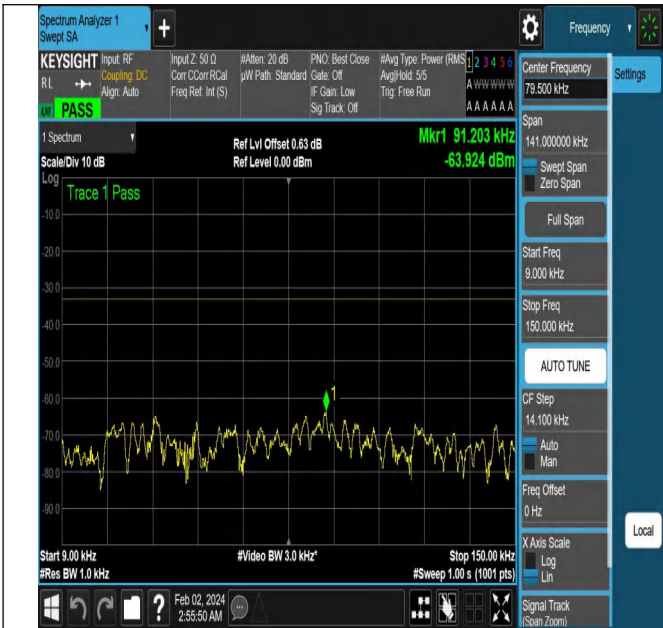 Spectrum Analyzer 1
Swept SA
Frequency
KEYSIGHT
RL
PASS
Input: RF
Coupling: DC
Align: Auto
Input Z: 50 Ω
Corr CCorr RCal
Freq Ref: Int (S)
#Atten: 20 dB
µW Path: Standard
PNO: Best Close
Gate: Off
IF Gain: Low
Sig Track: Off
#Avg Type: Power (RMS
Avg|Hold: 5/5
Trig: Free Run
1 2 3 4 5 6
A W W W W W
A A A A A A
1 Spectrum
Scale/Div 10 dB
Log
Ref Lvl Offset 0.63 dB
Ref Level 0.00 dBm
Mkr1 91.203 kHz
-63.924 dBm
Trace 1 Pass
-10.0
-20.0
-30.0
-40.0
-50.0
-60.0
-70.0
-80.0
-90.0
1
Start 9.00 kHz
#Res BW 1.0 kHz
#Video BW 3.0 kHz*
Stop 150.00 kHz
#Sweep 1.00 s (1001 pts)
Feb 02, 2024
2:55:50 AM
Center Frequency
79.500 kHz
Settings
Span
141.000000 kHz
Swept Span
Zero Span
Full Span
Start Freq
9.000 kHz
Stop Freq
150.000 kHz
AUTO TUNE
CF Step
14.100 kHz
Auto
Man
Freq Offset
0 Hz
X Axis Scale
Log
Lin
Local
Signal Track
(Span Zoom)